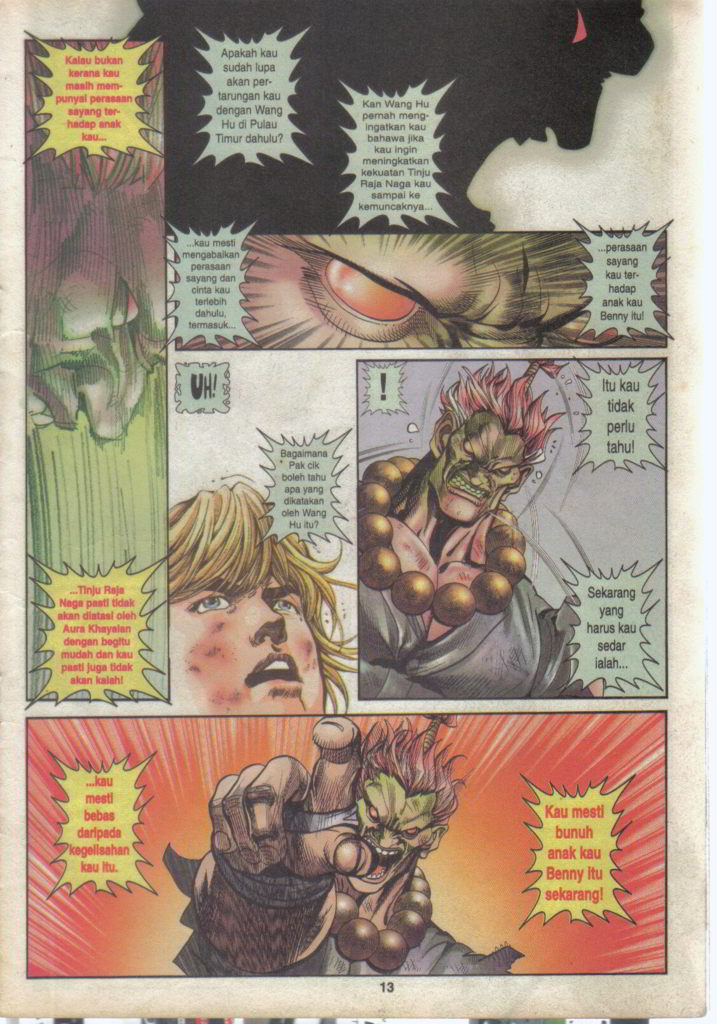 Kalau bukan
kerana kau
masih mem-
punyai perasaan
sayang ter-
hadap anak
kau...
Apakah kau
sudah lupa
akan per-
tarungan kau
dengan Wang
Hu di Pulau
Timur dahulu?
Kan Wang Hu
pernah meng-
ingatkan kau
bahawa jika
kau ingin
meningkatkan
kekuatan Tinju
Raja Naga kau
sampai ke
kemuncaknya...
...kau mesti
mengabaikan
perasaan
sayang dan
cinta kau
terlebih
dahulu,
termasuk...
...perasaan
sayang
kau ter-
hadap
anak kau
Benny itu!
...Tinju Raja
Naga pasti tidak
akan diatasi oleh
Aura Khayalan
dengan begitu
mudah dan kau
pasti juga tidak
akan kalah!
UH!
Bagaimana
Pak cik
boleh tahu
apa yang
dikatakan
oleh Wang
Hu itu?
!
Itu kau
tidak
perlu
tahu!
Sekarang
yang
harus kau
sedar
ialah...
...kau
mesti
bebas
daripada
kegelisahan
kau itu.
Kau mesti
bunuh
anak kau
Benny itu
sekarang!
13